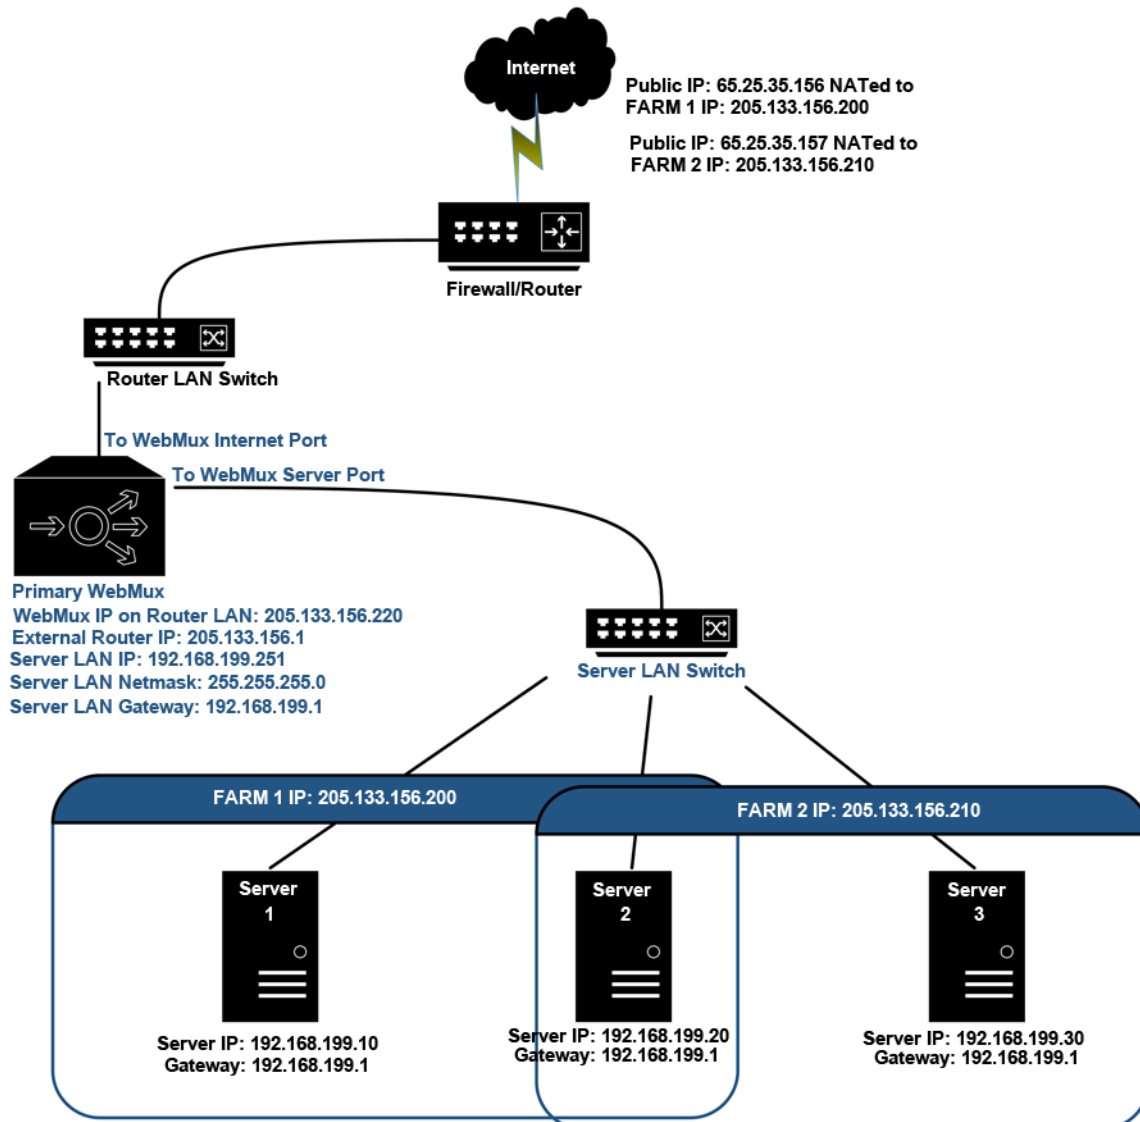 Internet
Public IP: 65.25.35.156 NATed to
FARM 1 IP: 205.133.156.200
Public IP: 65.25.35.157 NATed to
FARM 2 IP: 205.133.156.210
Firewall/Router
Router LAN Switch
To WebMux Internet Port
To WebMux Server Port
Primary WebMux
WebMux IP on Router LAN: 205.133.156.220
External Router IP: 205.133.156.1
Server LAN IP: 192.168.199.251
Server LAN Netmask: 255.255.255.0
Server LAN Gateway: 192.168.199.1
Server LAN Switch
FARM 1 IP: 205.133.156.200
FARM 2 IP: 205.133.156.210
Server
1
Server IP: 192.168.199.10
Gateway: 192.168.199.1
Server
2
Server IP: 192.168.199.20
Gateway: 192.168.199.1
Server
3
Server IP: 192.168.199.30
Gateway: 192.168.199.1